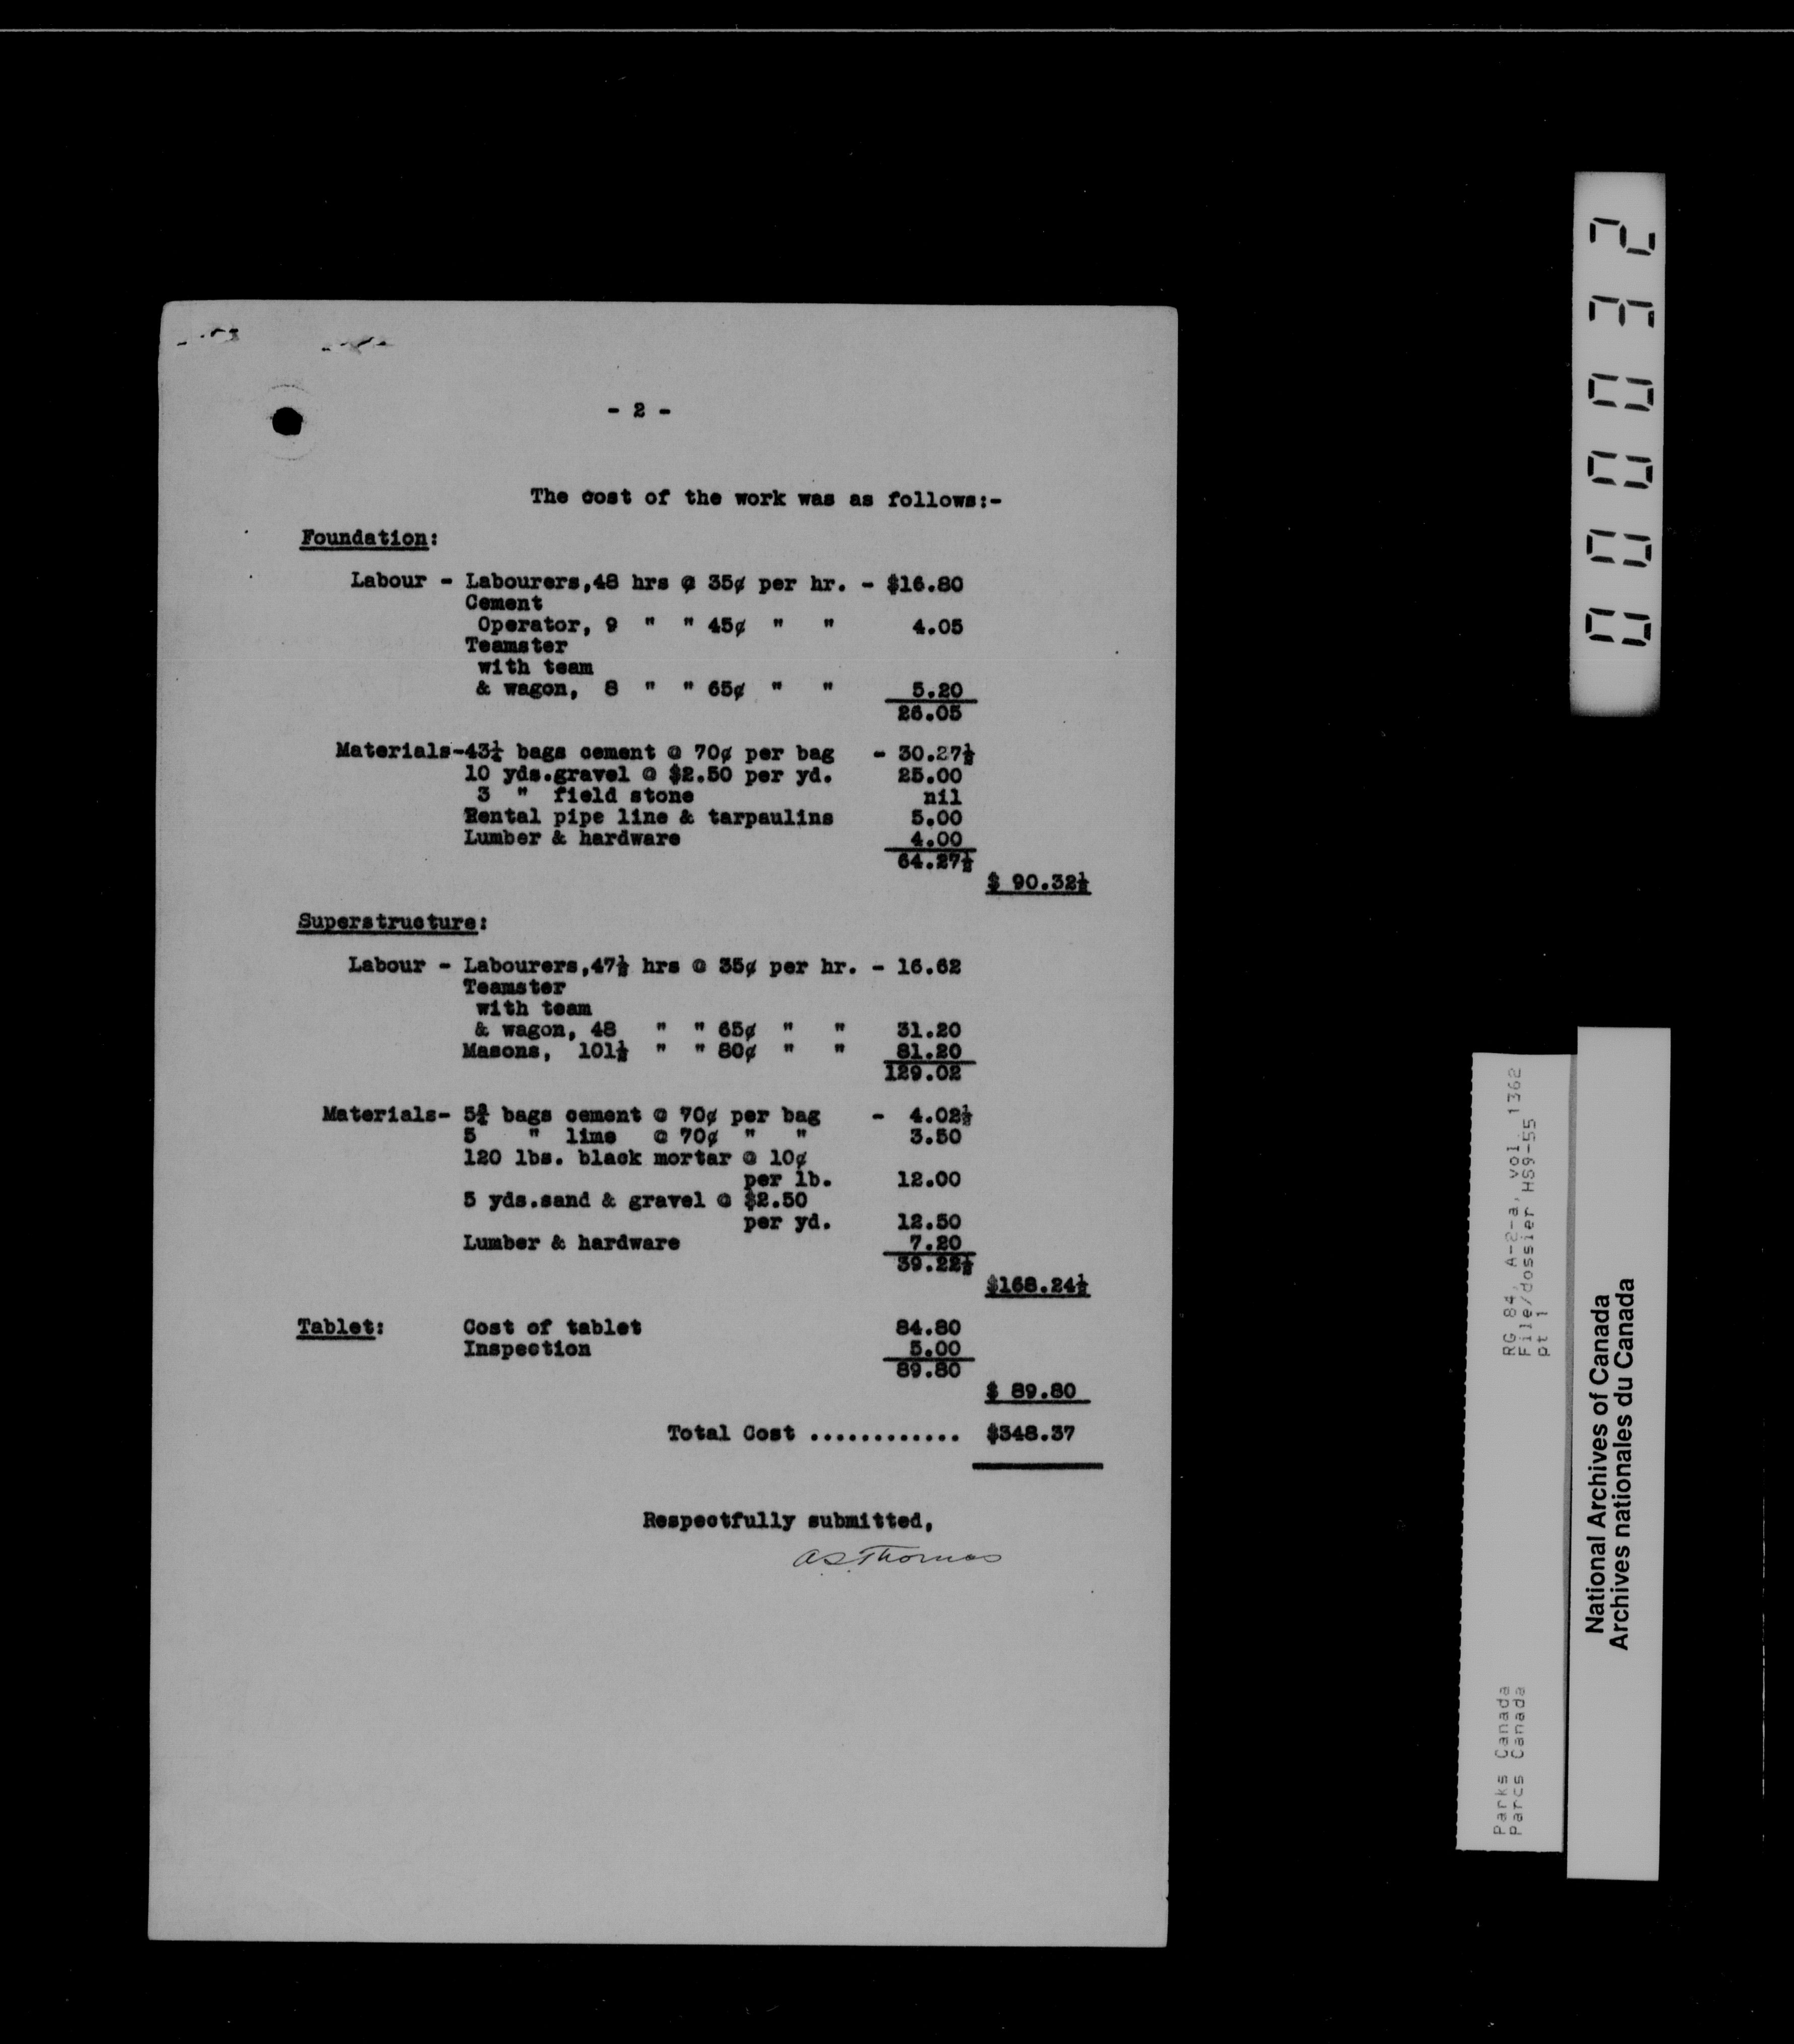 - 2 -
The cost of the work was as follows:-
Foundation:
Labour - Labourers,48 hrs @ 35¢ per hr. - $16.80
Cement
Operator, 9 " " 45¢ " " 4.05
Teamster
with team
& wagon, 8 " " 65¢ " " 5.20
26.05
Materials-43¼ bags cement @ 70¢ per bag - 30.27½
10 yds.gravel @ $2.50 per yd. 25.00
3 " field stone nil
Rental pipe line & tarpaulins 5.00
Lumber & hardware 4.00
64.27½
$ 90.32½
Superstructure:
Labour - Labourers,47½ hrs @ 35¢ per hr. - 16.62
Teamster
with team
& wagon, 48 " " 65¢ " " 31.20
Masons, 101½ " " 80¢ " " 81.20
129.02
Materials- 5¾ bags cement @ 70¢ per bag - 4.02½
5 " lime @ 70¢ " " 3.50
120 lbs. black mortar @ 10¢
per lb. 12.00
5 yds.sand & gravel @ $2.50
per yd. 12.50
Lumber & hardware 7.20
39.22½
$168.24½
Tablet: Cost of tablet 84.80
Inspection 5.00
89.80
$ 89.80
Total Cost ............ $348.37
Respectfully submitted,
A.S. Thomas
000032
RG 84, A-2-a, vol 1362
File/dossier HS9-55
pt 1
Parks Canada
Parcs Canada
National Archives of Canada
Archives nationales du Canada